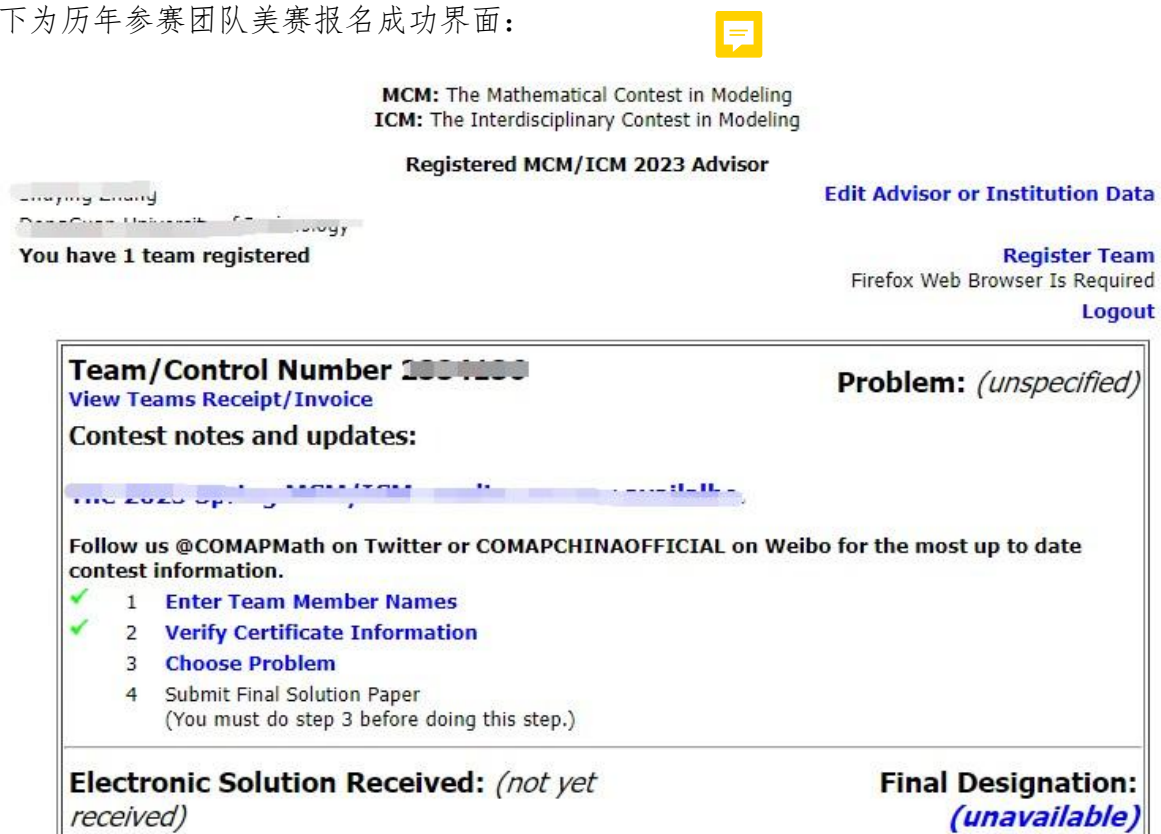 下为历年参赛团队美赛报名成功界面：
MCM: The Mathematical Contest in Modeling
ICM: The Interdisciplinary Contest in Modeling
Registered MCM/ICM 2023 Advisor
Edit Advisor or Institution Data
You have 1 team registered
Register Team
Firefox Web Browser Is Required
Logout
Team/Control Number
Problem: (unspecified)
View Teams Receipt/Invoice
Contest notes and updates:
MCM/ICM
Follow us @COMAPMath on Twitter or COMAPCHINAOFFICIAL on Weibo for the most up to date
contest information.
1 Enter Team Member Names
2 Verify Certificate Information
3 Choose Problem
4 Submit Final Solution Paper
(You must do step 3 before doing this step.)
Electronic Solution Received: (not yet
received)
Final Designation:
(unavailable)